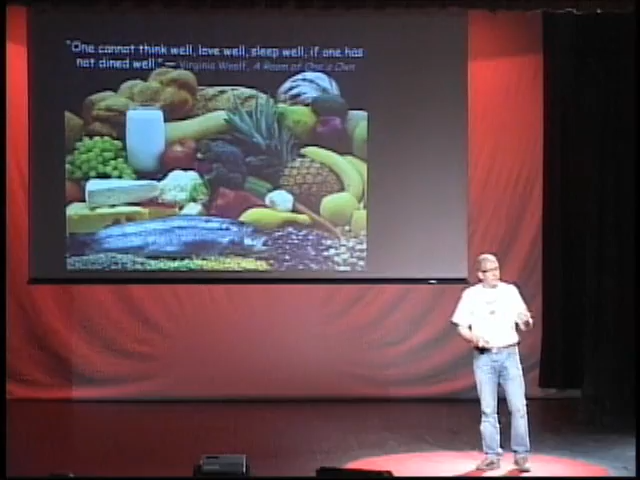 "One cannot think well, love well, sleep well, if one has
not dined well." — Virginia Woolf, A Room of One's Own